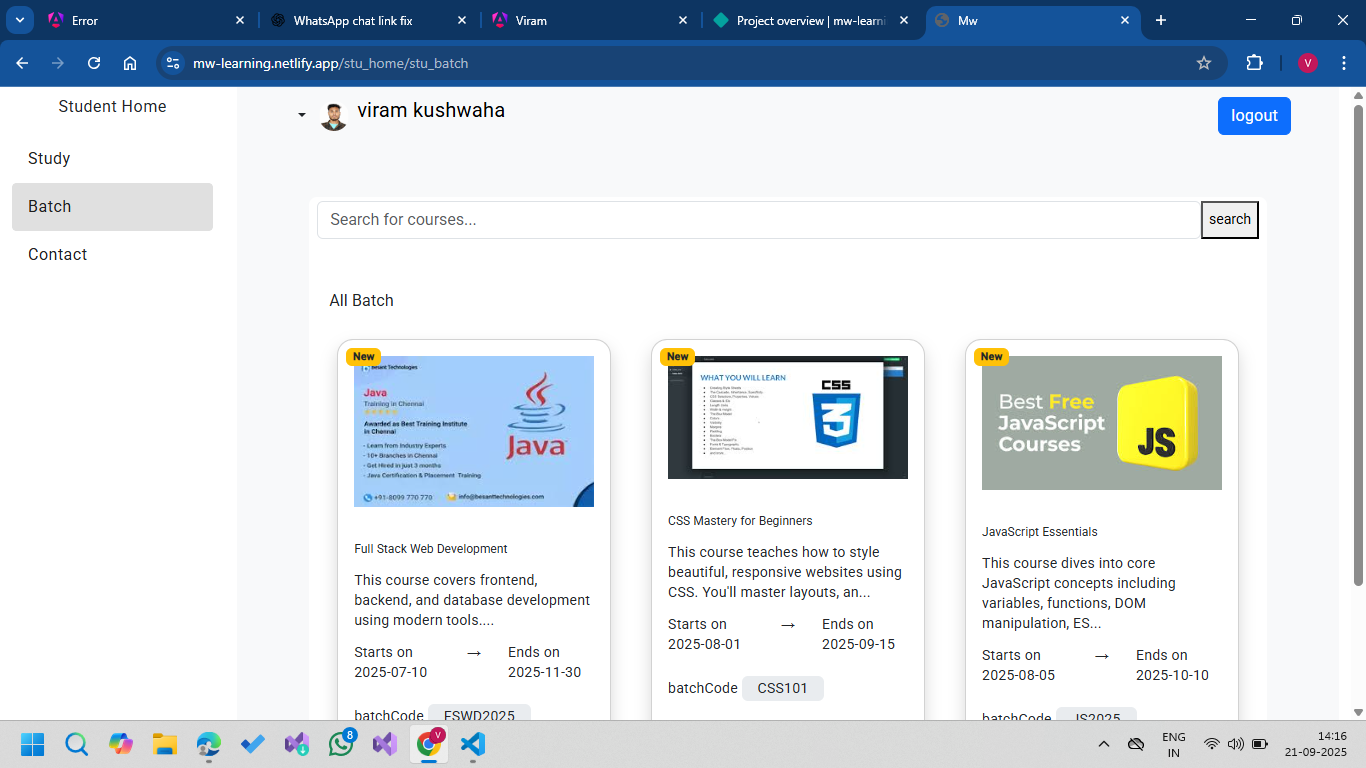 Error
WhatsApp chat link fix
Viram
Project overview | mw-learni
Mw
mw-learning.netlify.app/stu_home/stu_batch
V
Student Home
viram kushwaha
logout
Study
Batch
Contact
Search for courses...
search
All Batch
New
Besant Technologies
Java
Training in Chennai
Awarded as Best Training Institute
in Chennai
- Learn from Industry Experts
- 10+ Branches in Chennai
- Get Hired in just 3 months
- Java Certification & Placement Training
+91-8099 770 770
info@besanttechnologies.com
Java
Full Stack Web Development
This course covers frontend,
backend, and database development
using modern tools....
Starts on → Ends on
2025-07-10 2025-11-30
batchCode FSWD2025
New
WHAT YOU WILL LEARN
CSS
3
CSS Mastery for Beginners
This course teaches how to style
beautiful, responsive websites using
CSS. You'll master layouts, an...
Starts on → Ends on
2025-08-01 2025-09-15
batchCode CSS101
New
Best Free
JavaScript
Courses
JS
JavaScript Essentials
This course dives into core
JavaScript concepts including
variables, functions, DOM
manipulation, ES...
Starts on → Ends on
2025-08-05 2025-10-10
batchCode JS2025
8
V
ENG
IN
14:16
21-09-2025